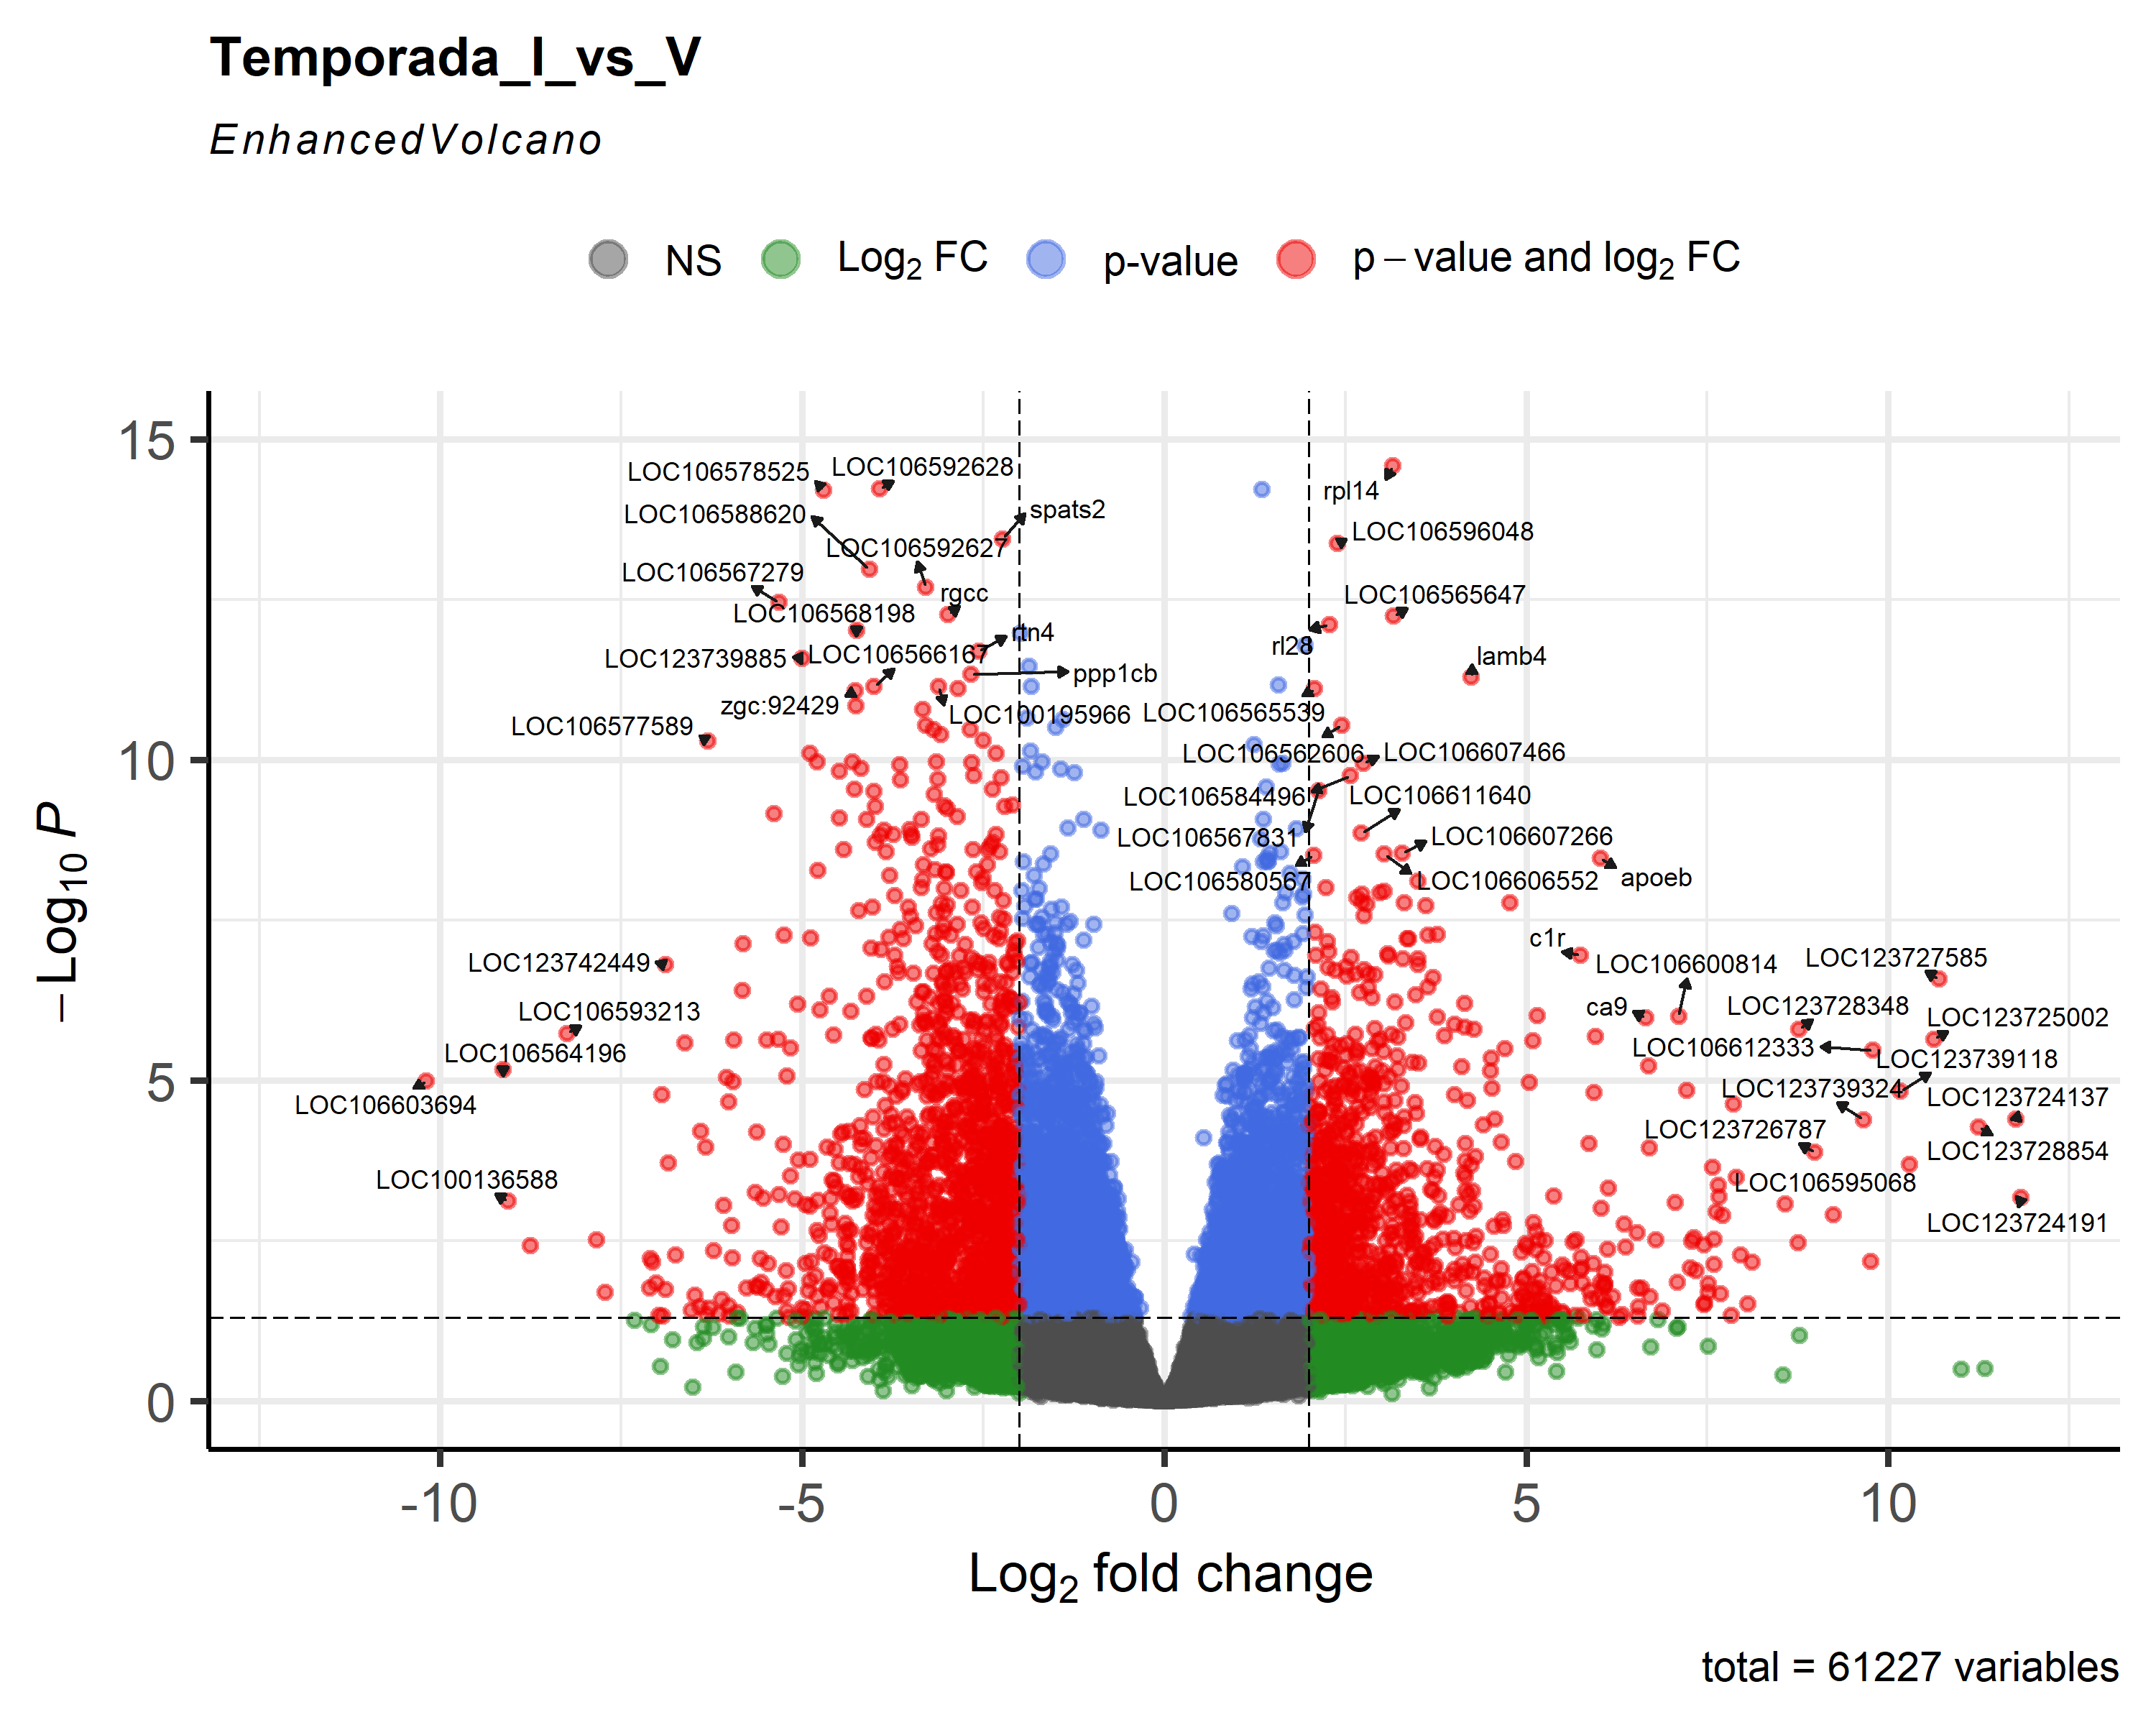 Temporada_I_vs_V
EnhancedVolcano
NS
Log2 FC
p-value
p – value and log2 FC
15
10
5
0
−Log10 P
LOC106578525
LOC106592628
LOC106588620
spats2
LOC106592627
LOC106567279
rgcc
LOC106568198
rtn4
LOC123739885
LOC106566167
ppp1cb
zgc:92429
LOC100195966
LOC106577589
rpl14
LOC106596048
LOC106565647
rl28
lamb4
LOC106565539
LOC106562606
LOC106607466
LOC106584496
LOC106611640
LOC106567831
LOC106607266
LOC106580567
LOC106606552
apoeb
c1r
LOC123742449
LOC106600814
LOC123727585
LOC106593213
ca9
LOC123728348
LOC123725002
LOC106564196
LOC106612333
LOC123739118
LOC106603694
LOC123739324
LOC123724137
LOC123726787
LOC123728854
LOC100136588
LOC106595068
LOC123724191
-10
-5
0
5
10
Log2 fold change
total = 61227 variables